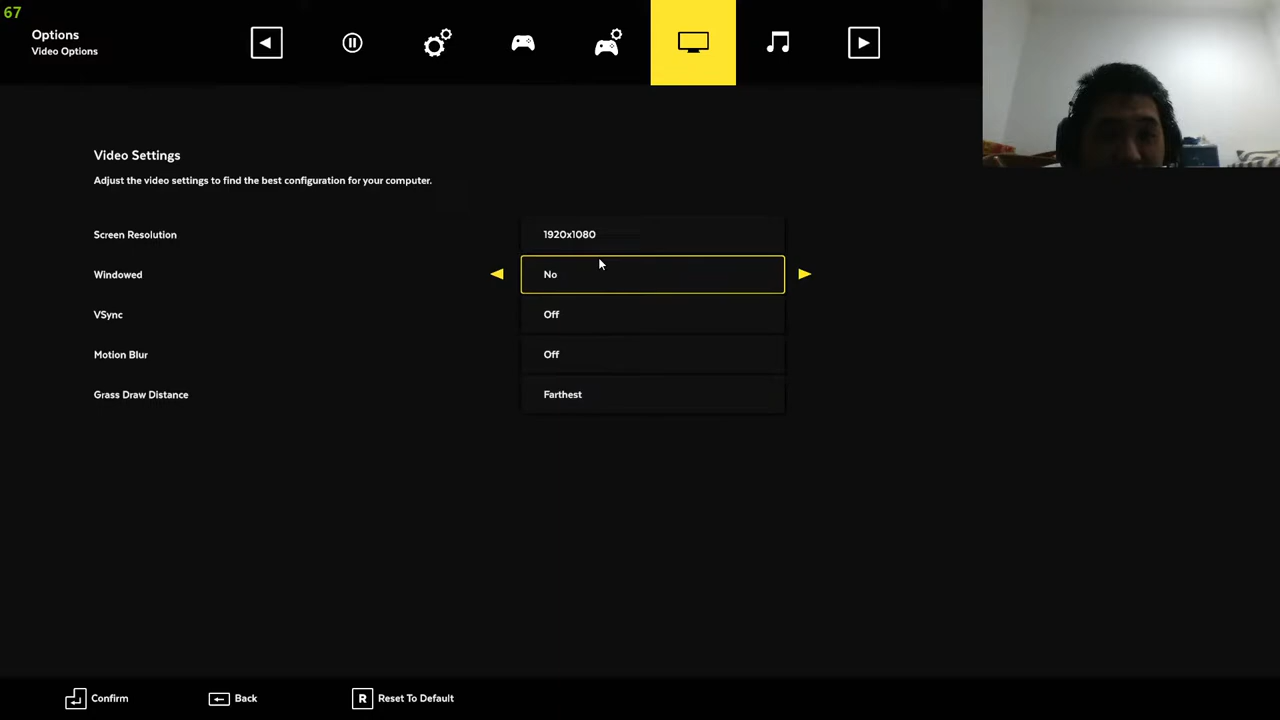 67
Options
Video Options
Video Settings
Adjust the video settings to find the best configuration for your computer.
Screen Resolution 1920x1080
Windowed No
VSync Off
Motion Blur Off
Grass Draw Distance Farthest
Confirm Back R Reset To Default